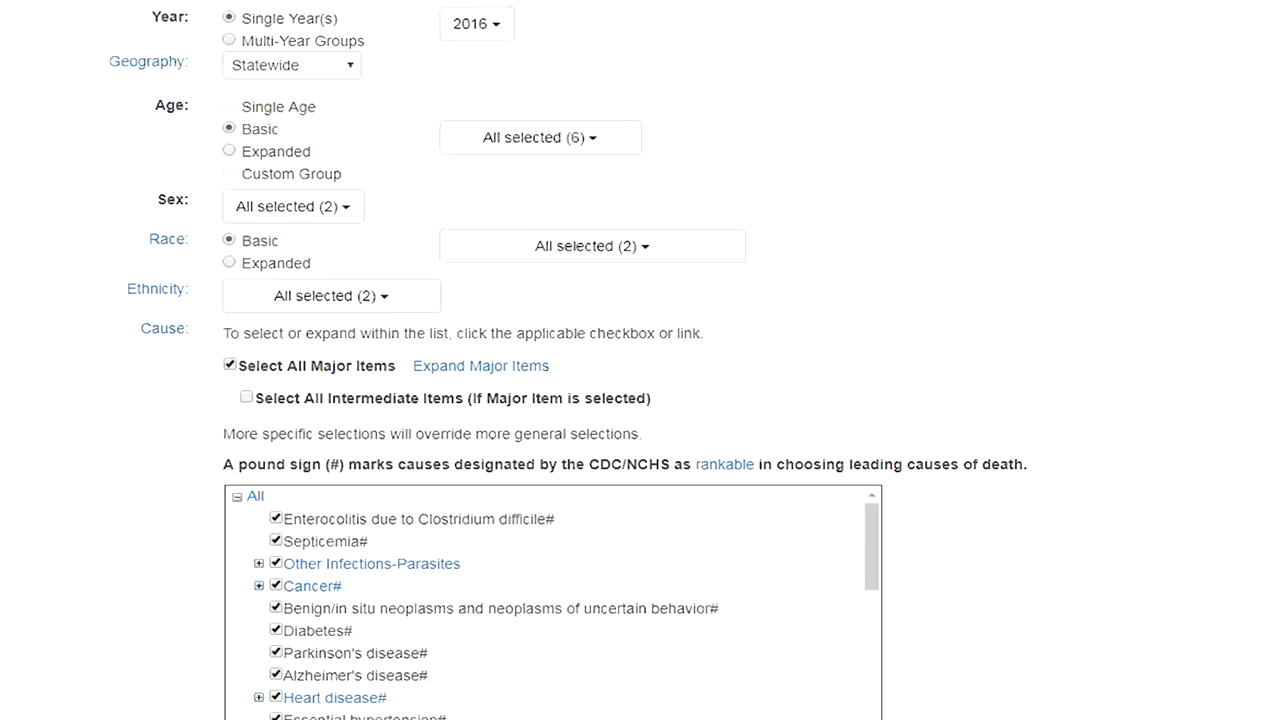 Year: Single Year(s) 2016
Multi-Year Groups
Geography: Statewide
Age: Single Age
Basic All selected (6)
Expanded
Custom Group
Sex: All selected (2)
Race: Basic All selected (2)
Expanded
Ethnicity: All selected (2)
Cause: To select or expand within the list, click the applicable checkbox or link.
Select All Major Items Expand Major Items
Select All Intermediate Items (If Major Item is selected)
More specific selections will override more general selections.
A pound sign (#) marks causes designated by the CDC/NCHS as rankable in choosing leading causes of death.
All
Enterocolitis due to Clostridium difficile#
Septicemia#
Other Infections-Parasites
Cancer#
Benign/in situ neoplasms and neoplasms of uncertain behavior#
Diabetes#
Parkinson's disease#
Alzheimer's disease#
Heart disease#
Essential hypertension#